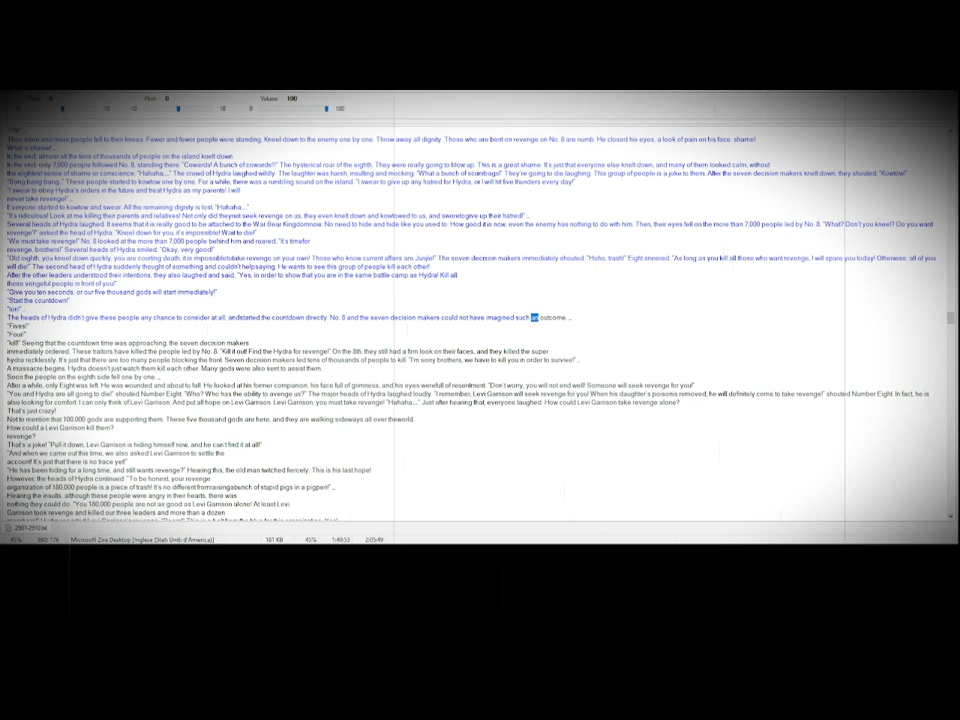 Pitch: 0 Volume: 100
10 -10 10 0 100
Then more and more people fell to their knees. Fewer and fewer people were standing. Kneel down to the enemy one by one. Throw away all dignity. Those who are bent on revenge on No. 8 are numb. He closed his eyes, a look of pain on his face. shame!
What a shame!
In the end, almost all the tens of thousands of people on the island knelt down.
In the end, only 7,000 people followed No. 8, standing there. "Cowards! A bunch of cowards!!" The hysterical roar of the eighth. They were really going to blow up. This is a great shame. It's just that everyone else knelt down, and many of them looked calm, without
the slightest sense of shame or conscience. "Hahaha...." The crowd of Hydra laughed wildly. The laughter was harsh, insulting and mocking. "What a bunch of scumbags!" They're going to die laughing. This group of people is a joke to them. After the seven decision makers knelt down, they shouted. "Kowtow!"
"Bang bang bang.." These people started to kowtow one by one. For a while, there was a rumbling sound on the island. "I swear to give up any hatred for Hydra, or I will hit five thunders every day!"
"I swear to obey Hydra's orders in the future and treat Hydra as my parents! I will
never take revenge!" ..
Everyone started to kowtow and swear. All the remaining dignity is lost. "Hahaha...."
"It's ridiculous! Look at me killing their parents and relatives! Not only did theynot seek revenge on us, they even knelt down and kowtowed to us, and sworetogive up their hatred!" ..
Several heads of Hydra laughed. It seems that it is really good to be attached to the War Bear Kingdomnow. No need to hide and hide like you used to. How good it is now, even the enemy has nothing to do with him. Then, their eyes fell on the more than 7,000 people led by No. 8. "What? Don't you kneel? Do you want
revenge?" asked the head of Hydra. "Kneel down for you, it's impossible! Wait to die!"
"We must take revenge!" No. 8 looked at the more than 7,000 people behind him and roared, "It's timefor
revenge, brothers!" Several heads of Hydra smiled. "Okay, very good!"
"Old eighth, you kneel down quickly, you are courting death, it is impossibletotake revenge on your own! Those who know current affairs are Junjie!" The seven decision makers immediately shouted. "Hoho, trash!" Eight sneered. "As long as you kill all those who want revenge, I will spare you today! Otherwise, all of you
will die!" The second head of Hydra suddenly thought of something and couldn't helpsaying. He wants to see this group of people kill each other!
After the other leaders understood their intentions, they also laughed and said. "Yes, in order to show that you are in the same battle camp as Hydra! Kill all
these vengeful people in front of you!"
"Give you ten seconds, or our five thousand gods will start immediately!"
"Start the countdown!"
"ten!" ..
The heads of Hydra didn't give these people any chance to consider at all, andstarted the countdown directly. No. 8 and the seven decision makers could not have imagined such an outcome. ..
"Fives!"
"Four!"
"kill!" Seeing that the countdown time was approaching, the seven decision makers
immediately ordered. These traitors have killed the people led by No. 8. "Kill it out! Find the Hydra for revenge!" On the 8th, they still had a firm look on their faces, and they killed the super
hydra recklessly. It's just that there are too many people blocking the front. Seven decision makers led tens of thousands of people to kill. "I'm sorry brothers, we have to kill you in order to survive!" ..
A massacre begins. Hydra doesn't just watch them kill each other. Many gods were also sent to assist them.
Soon the people on the eighth side fell one by one. ..
After a while, only Eight was left. He was wounded and about to fall. He looked at his former companion, his face full of grimness, and his eyes werefull of resentment. "Don't worry, you will not end well! Someone will seek revenge for you!"
"You and Hydra are all going to die!" shouted Number Eight. "Who? Who has the ability to avenge us?" The major heads of Hydra laughed loudly. "I remember, Levi Garrison will seek revenge for you! When his daughter's poison is removed, he will definitely come to take revenge!" shouted Number Eight. In fact, he is
also looking for comfort. I can only think of Levi Garrison. And put all hope on Levi Garrison. Levi Garrison, you must take revenge! "Hahaha...." Just after hearing that, everyone laughed. How could Levi Garrison take revenge alone?
That's just crazy!
Not to mention that 100,000 gods are supporting them. These five thousand gods are here, and they are walking sideways all over theworld.
How could a Levi Garrison kill them?
revenge?
That's a joke! "Pull it down, Levi Garrison is hiding himself now, and he can't find it at all!"
"And when we came out this time, we also asked Levi Garrison to settle the
account! It's just that there is no trace yet!"
"He has been hiding for a long time, and still wants revenge?" Hearing this, the old man twitched fiercely. This is his last hope!
However, the heads of Hydra continued. "To be honest, your revenge
organization of 180,000 people is a piece of trash! It's no different fromraisingabunch of stupid pigs in a pigpen!" ..
Hearing the insults, although these people were angry in their hearts, there was
nothing they could do. "You 180,000 people are not as good as Levi Garrison alone! At least Levi
Garrison took revenge and killed our three leaders and more than a dozen
2901-2910.txt
45% 692: 176 Microsoft Zira Desktop [Inglese (Stati Uniti d'America)] 181 KB 45% 1:40:53 2:05:49